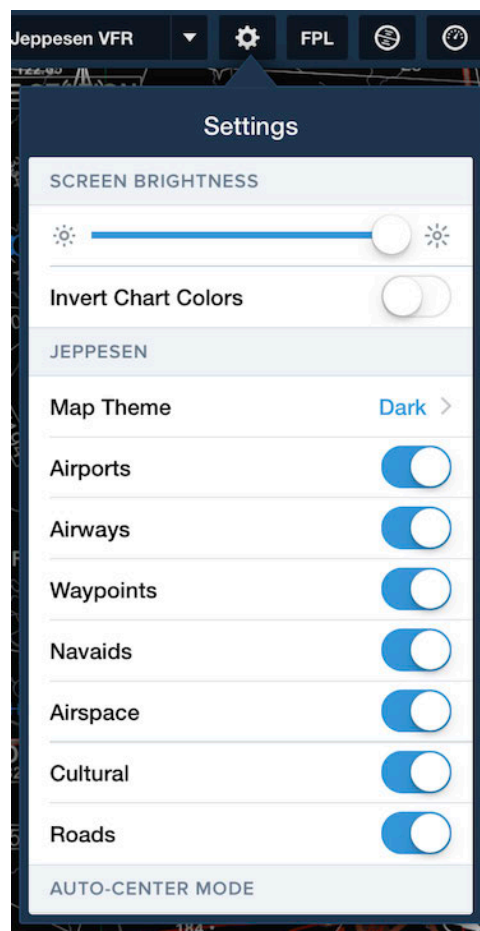 Jeppesen VFR FPL
Settings
SCREEN BRIGHTNESS
Invert Chart Colors
JEPPESEN
Map Theme Dark
Airports
Airways
Waypoints
Navaids
Airspace
Cultural
Roads
AUTO-CENTER MODE
184